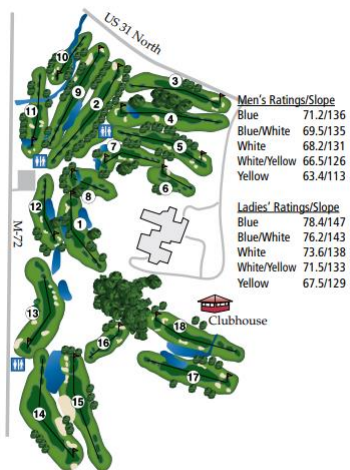 US 31 North
10
9
3
2
4
11
7
5
6
8
12
1
M-72
13
18
Clubhouse
16
17
14
15
Men's Ratings/Slope
Blue 71.2/136
Blue/White 69.5/135
White 68.2/131
White/Yellow 66.5/126
Yellow 63.4/113
Ladies' Ratings/Slope
Blue 78.4/147
Blue/White 76.2/143
White 73.6/138
White/Yellow 71.5/133
Yellow 67.5/129